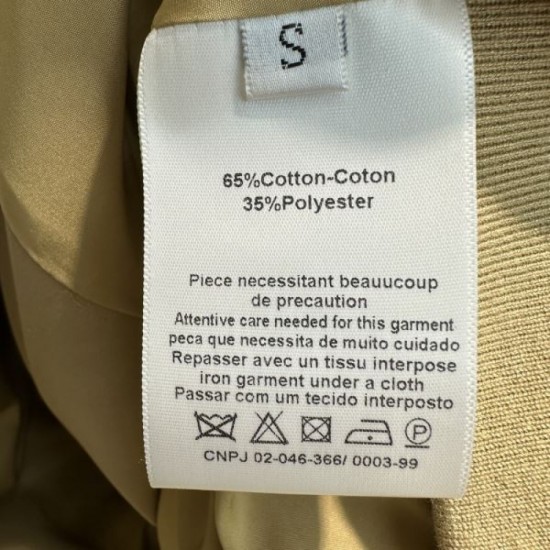 S
65%Cotton-Coton
35%Polyester
Piece necessitant beauucoup
de precaution
Attentive care needed for this garment
peca que necessita de muito cuidado
Repasser avec un tissu interpose
iron garment under a cloth
Passar com um tecido interposto
P
CNPJ 02-046-366/ 0003-99